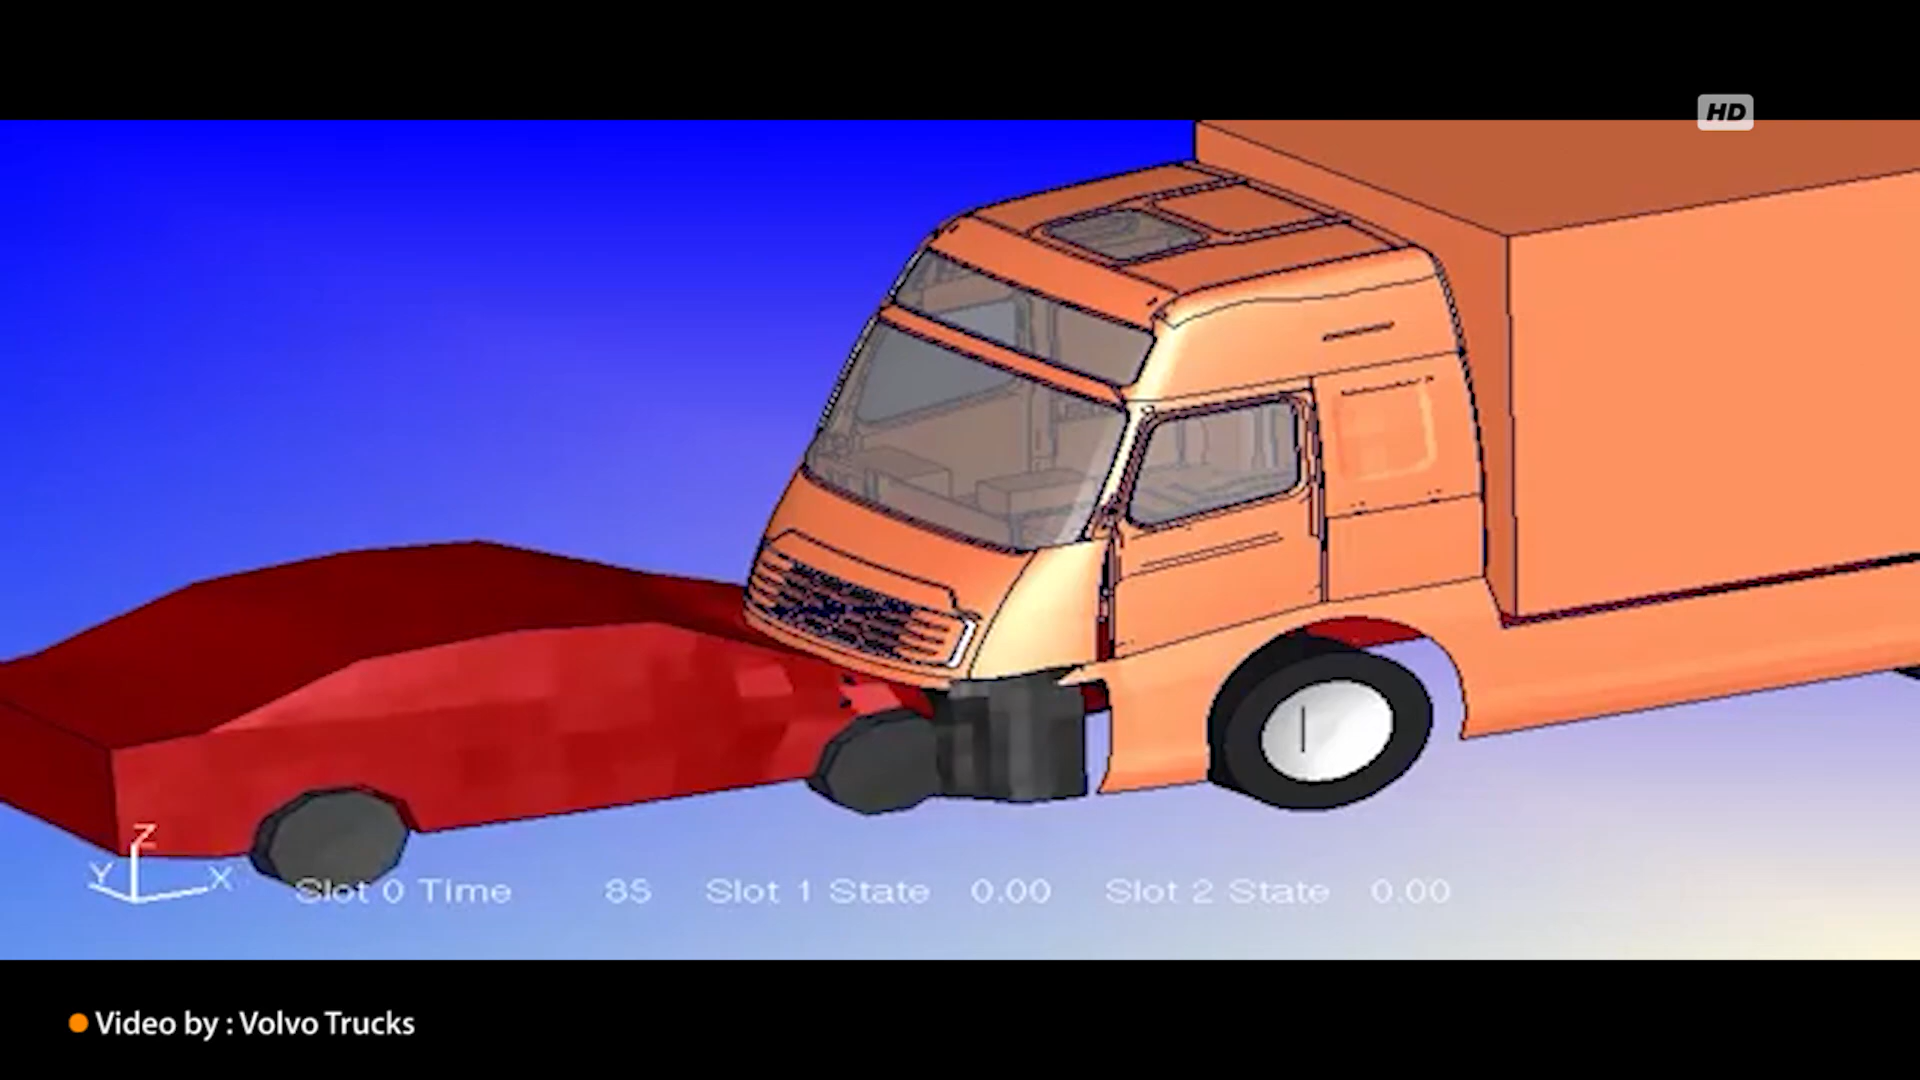 HD
Z
Y X
Slot 0 Time 85 Slot 1 State 0.00 Slot 2 State 0.00
Video by : Volvo Trucks